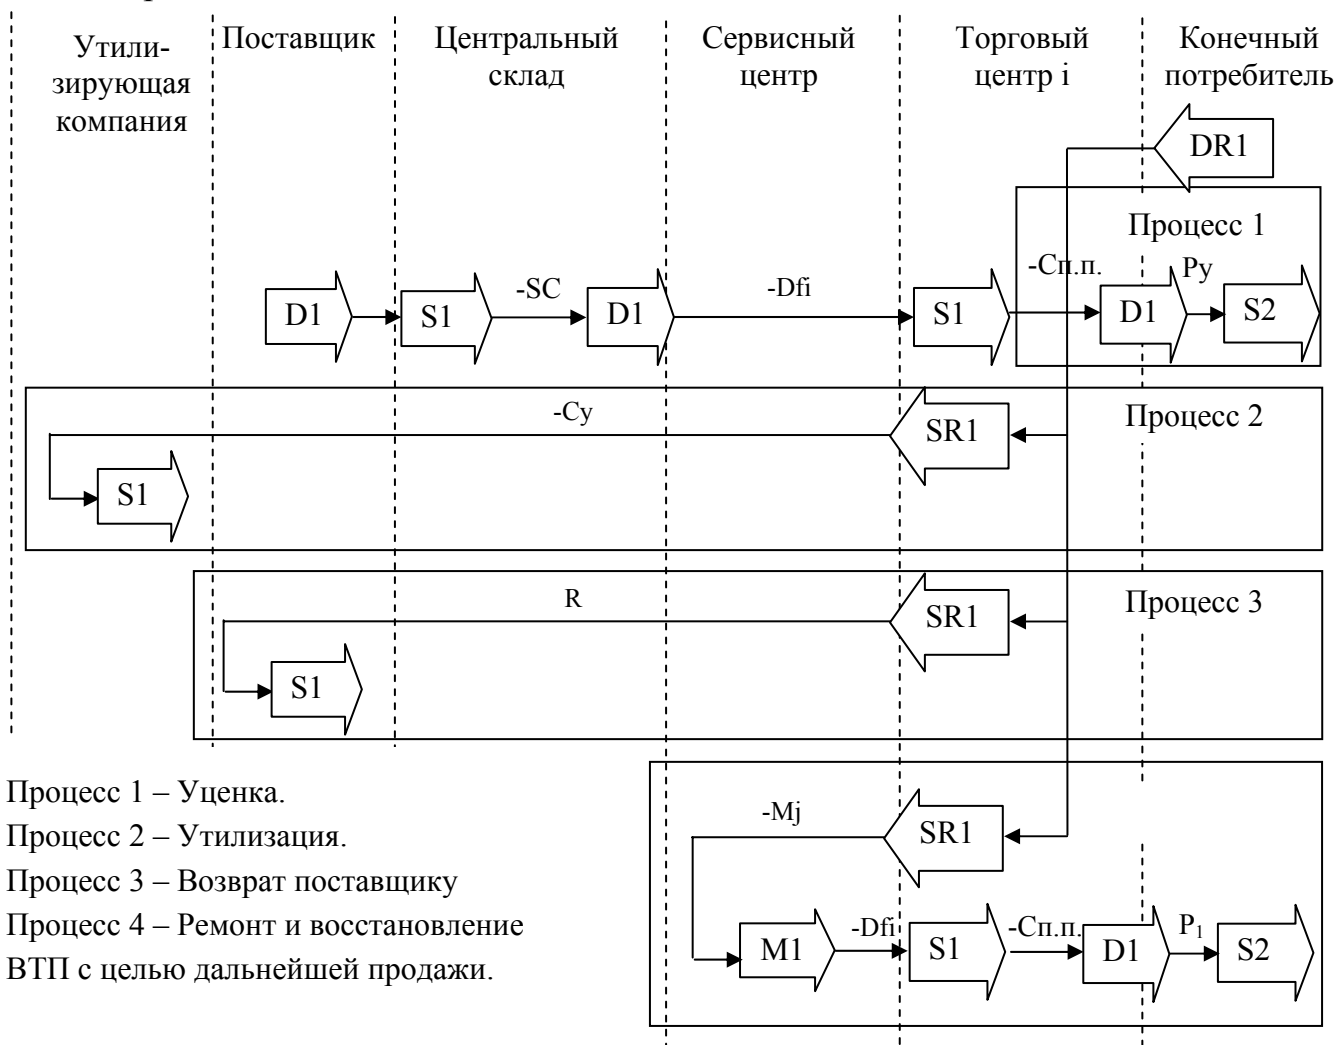 Утили-
зирующая
компания
Поставщик
Центральный
склад
Сервисный
центр
Торговый
центр i
Конечный
потребитель
DR1
Процесс 1
D1
S1
-SC
D1
-Dfi
S1
-Сп.п.
D1
Ру
S2
Процесс 2
-Су
SR1
S1
Процесс 3
R
SR1
S1
Процесс 1 – Уценка.
Процесс 2 – Утилизация.
Процесс 3 – Возврат поставщику
Процесс 4 – Ремонт и восстановление
ВТП с целью дальнейшей продажи.
-Mj
SR1
M1
-Dfi
S1
-Сп.п.
D1
P₁
S2